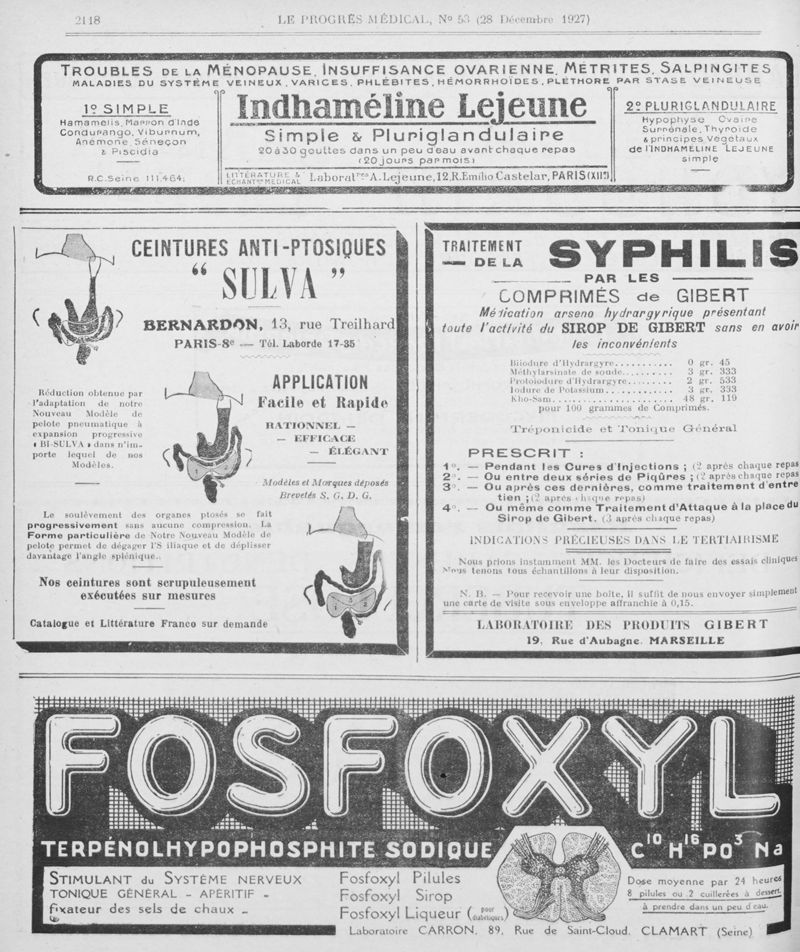 2118
LE PROGRÈS MÉDICAL, No 53 (28 Décembre 1927)
TROUBLES DE LA MÉNOPAUSE, INSUFFISANCE OVARIENNE, MÉTRITES, SALPINGITES
MALADIES DU SYSTÈME VEINEUX, VARICES, PHLÉBITES, HÉMORRHOÏDES, PLÉTHORE PAR STASE VEINEUSE
1º SIMPLE
Hamamelis, Marron d'Inde
Condurango, Viburnum,
Anémone Séneçon
& Piscidia
R.C. Seine 111.464.
Indhaméline Lejeune
Simple & Pluriglandulaire
20 à 30 gouttes dans un peu d'eau avant chaque repas
(20 jours par mois)
LITTÉRATURE &
ÉCHANTons MÉDICAL
Laboratres A. Lejeune, 12, R. Emilio Castelar, PARIS (XIIe)
2º PLURIGLANDULAIRE
Hypophyse Ovaire
Surrénale, Thyroïde
& principes Végétaux
de l'INDHAMÉLINE LEJEUNE
simple
CEINTURES ANTI-PTOSIQUES
“ SULVA ”
BERNARDON, 13, rue Treilhard
PARIS-8e — Tél. Laborde 17-35
Réduction obtenue par
l'adaptation de notre
Nouveau Modèle de
pelote pneumatique à
expansion progressive
« BI-SULVA » dans n'im-
porte lequel de nos
Modèles.
APPLICATION
Facile et Rapide
RATIONNEL —
— EFFICACE
— ÉLÉGANT
Modèles et Marques déposés
Brevetés S. G. D. G.
Le soulèvement des organes ptosés se fait
progressivement sans aucune compression. La
Forme particulière de Notre Nouveau Modèle de
pelote permet de dégager l'S iliaque et de déplisser
davantage l'angle splénique..
Nos ceintures sont scrupuleusement
exécutées sur mesures
Catalogue et Littérature Franco sur demande
TRAITEMENT
— DE LA
SYPHILIS
PAR LES
COMPRIMÉS de GIBERT
Méfication arseno hydrargyrique présentant
toute l'activité du SIROP DE GIBERT sans en avoir
les inconvénients
Biiodure d'Hydrargyre.......... 0 gr. 45
Méthylarsinate de soude......... 3 gr. 333
Protoiodure d'Hydrargyre....... 2 gr. 533
Iodure de Potassium............. 3 gr. 333
Kho-Sam........................ 48 gr. 119
pour 100 grammes de Comprimés.
Tréponicide et Tonique Général
PRESCRIT :
1º. — Pendant les Cures d'Injections ; (2 après chaque repas
2º. — Ou entre deux séries de Piqûres ; (2 après chaque repas
3º. — Ou après ces dernières, comme traitement d'entre
tien ; (2 après chaque repas)
4º. — Ou même comme Traitement d'Attaque à la place du
Sirop de Gibert. (3 après chaque repas)
INDICATIONS PRÉCIEUSES DANS LE TERTIAIRISME
Nous prions instamment MM. les Docteurs de faire des essais cliniques
Nous tenons tous échantillons à leur disposition.
N. B. — Pour recevoir une boîte, il suffit de nous envoyer simplement
une carte de visite sous enveloppe affranchie à 0,15.
LABORATOIRE DES PRODUITS GIBERT
19, Rue d'Aubagne, MARSEILLE
FOSFOXYL
TERPÉNOLHYPOPHOSPHITE SODIQUE
C10 H16 PO3 Na
STIMULANT du SYSTÈME NERVEUX
TONIQUE GÉNÉRAL - APÉRITIF -
fixateur des sels de chaux -
Fosfoxyl Pilules
Fosfoxyl Sirop
Fosfoxyl Liqueur (pour diabétiques)
Dose moyenne par 24 heures
8 pilules ou 2 cuillerées à dessert
à prendre dans un peu d'eau.
Laboratoire CARRON, 89, Rue de Saint-Cloud, CLAMART (Seine)